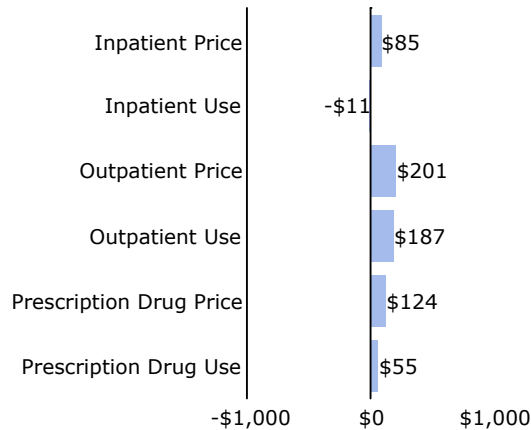 Inpatient Price $85
Inpatient Use -$11
Outpatient Price $201
Outpatient Use $187
Prescription Drug Price $124
Prescription Drug Use $55
-$1,000 $0 $1,000